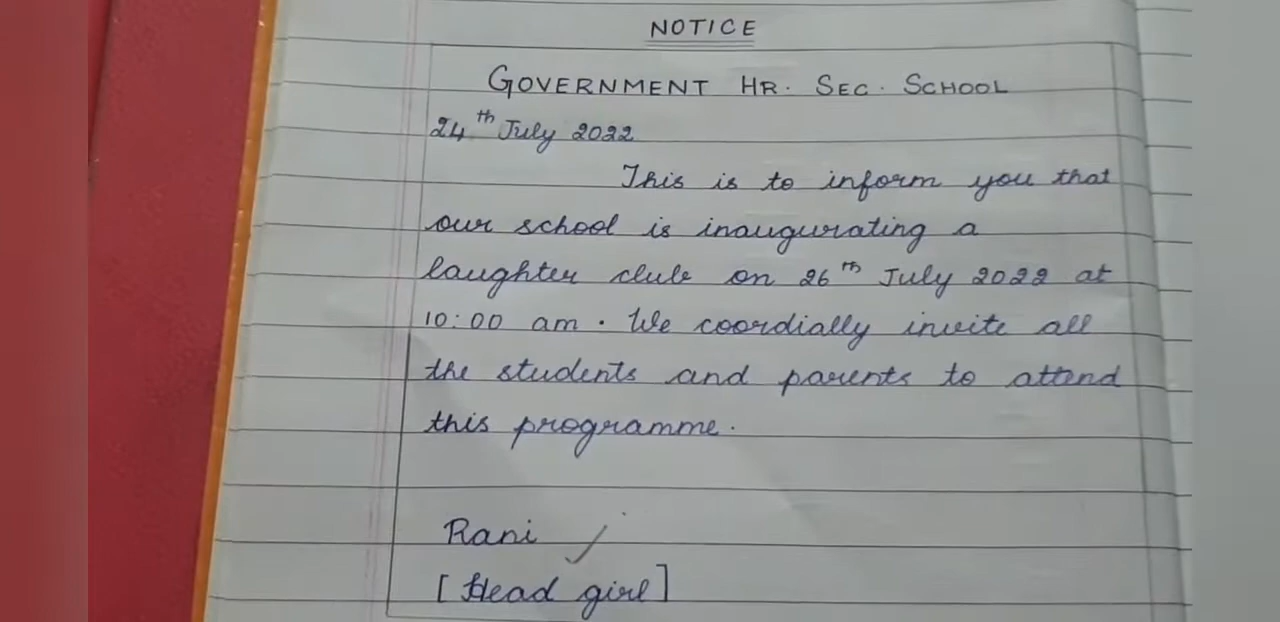 NOTICE
GOVERNMENT HR. SEC. SCHOOL
24th July 2022
This is to inform you that
our school is inaugurating a
laughter club on 26th July 2022 at
10:00 am. We coordially invite all
the students and parents to attend
this programme.
Rani
[Head girl]